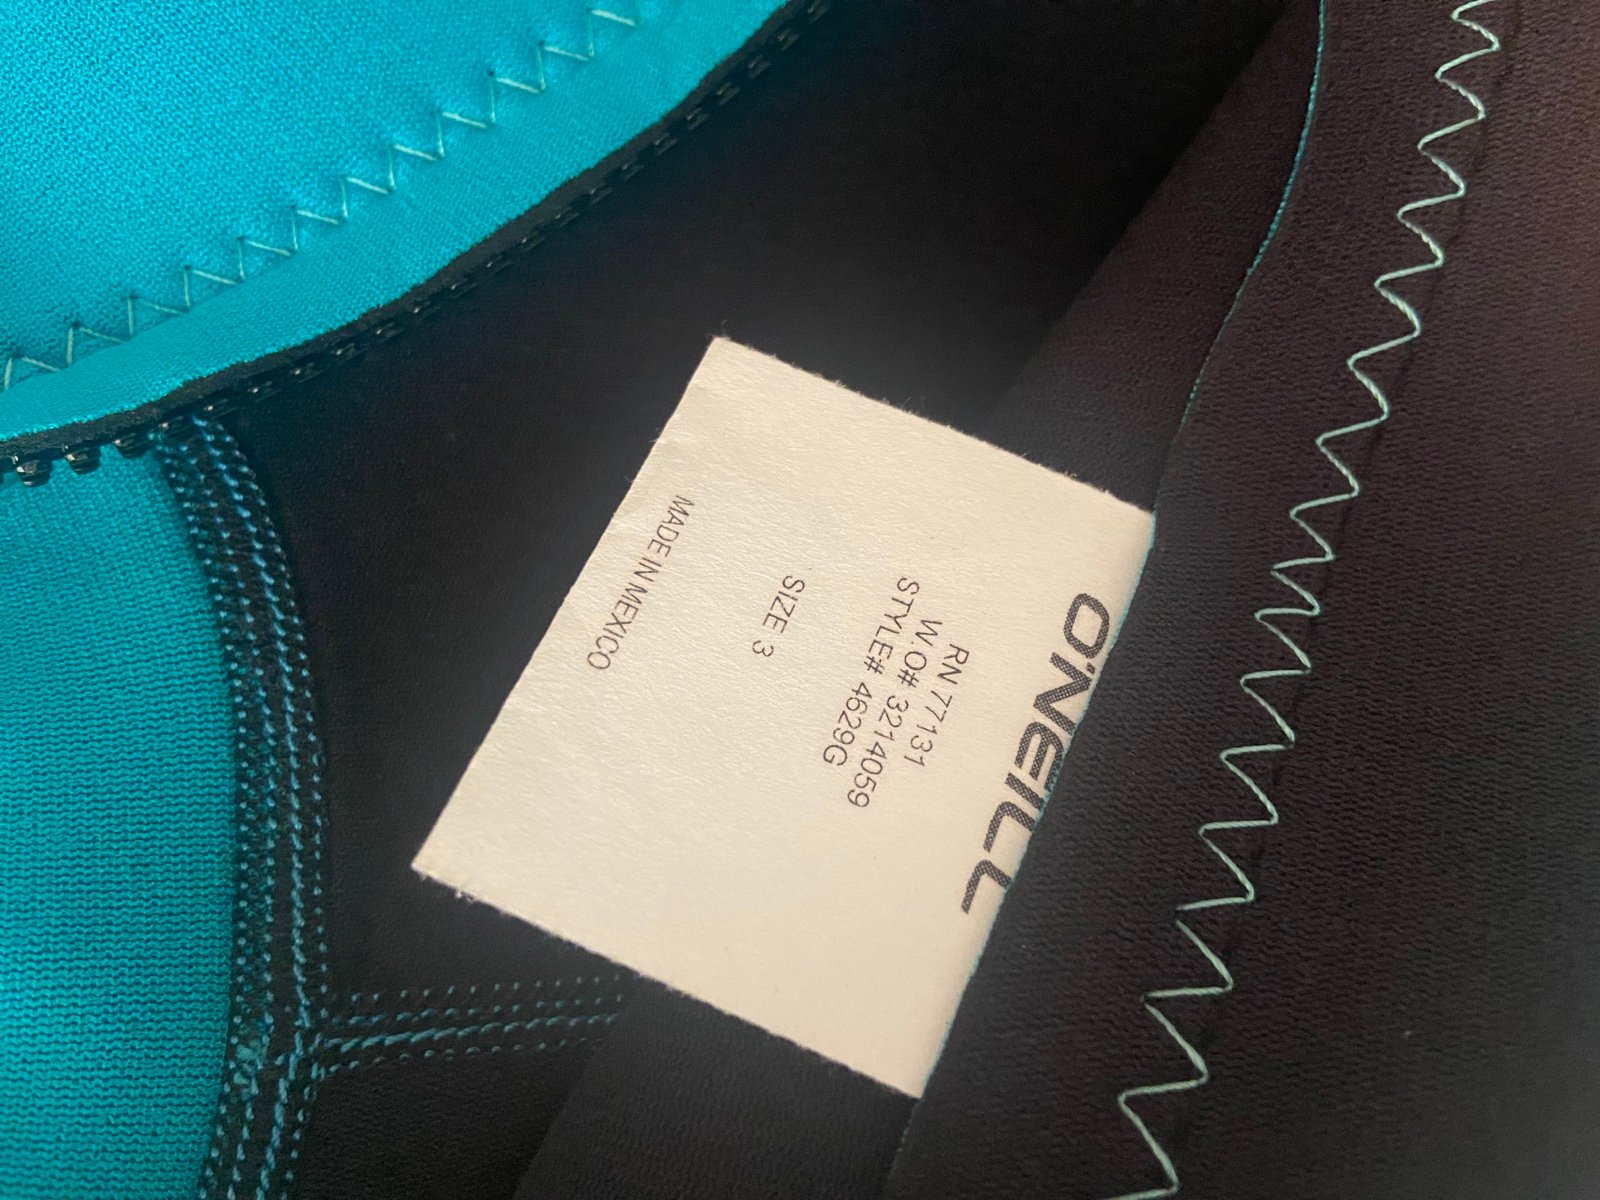 O'NEILL
RN 77131
W.O# 3214059
STYLE# 4629G
SIZE 3
MADE IN MEXICO